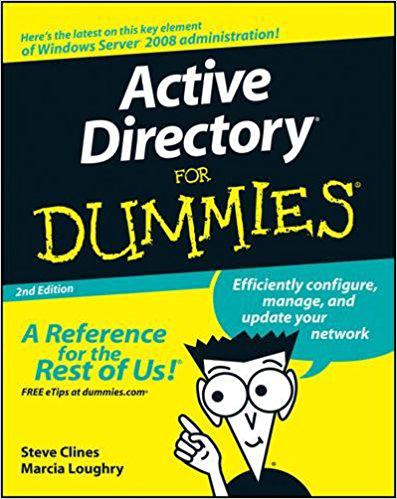 Here's the latest on this key element
of Windows Server® 2008 administration!
Active
Directory®
FOR
DUMMIES®
2nd Edition
Efficiently configure,
manage, and
update your
network
A Reference
for the
Rest of Us!®
FREE eTips at dummies.com®
Steve Clines
Marcia Loughry